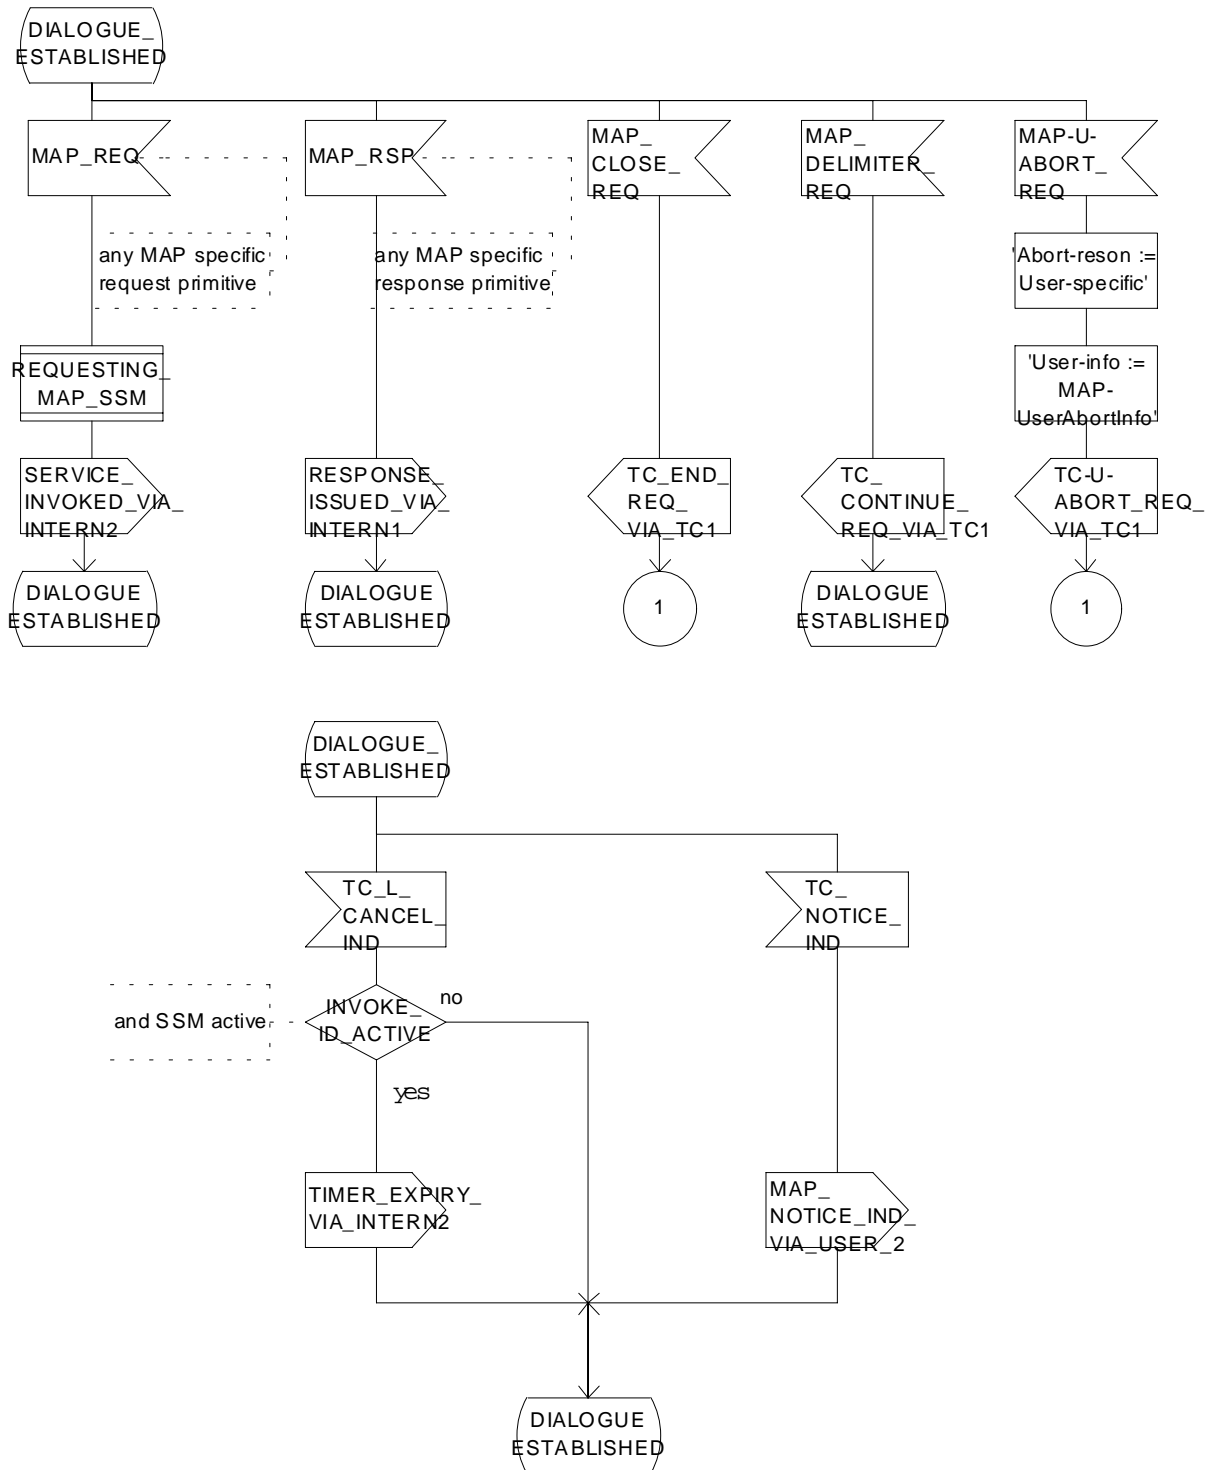 DIALOGUE_
ESTABLISHED
MAP_REQ
MAP_RSP
MAP_
CLOSE_
REQ
MAP_
DELIMITER_
REQ
MAP-U-
ABORT_
REQ
any MAP specific
request primitive
any MAP specific
response primitive
'Abort-reson :=
User-specific'
REQUESTING_
MAP_SSM
'User-info :=
MAP-
UserAbortInfo'
SERVICE_
INVOKED_VIA_
INTERN2
RESPONSE_
ISSUED_VIA_
INTERN1
TC_END_
REQ_
VIA_TC1
TC_
CONTINUE_
REQ_VIA_TC1
TC-U-
ABORT_REQ_
VIA_TC1
DIALOGUE
ESTABLISHED
DIALOGUE
ESTABLISHED
1
DIALOGUE
ESTABLISHED
1
DIALOGUE_
ESTABLISHED
TC_L_
CANCEL_
IND
TC_
NOTICE_
IND
and SSM active
INVOKE_
ID_ACTIVE
no
yes
TIMER_EXPIRY_
VIA_INTERN2
MAP_
NOTICE_IND_
VIA_USER_2
DIALOGUE
ESTABLISHED